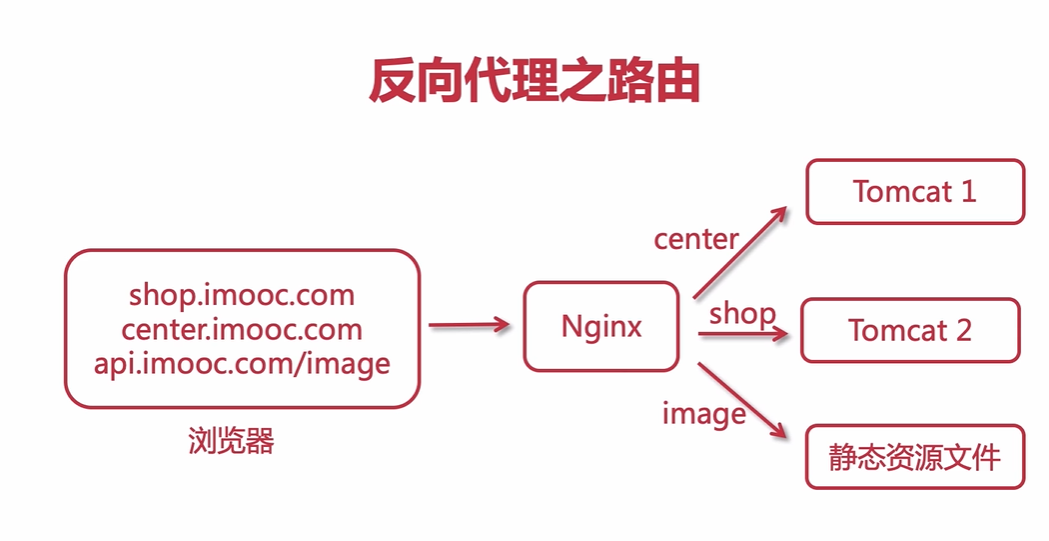 反向代理之路由
shop.imooc.com
center.imooc.com
api.imooc.com/image
浏览器
Nginx
center
shop
image
Tomcat 1
Tomcat 2
静态资源文件